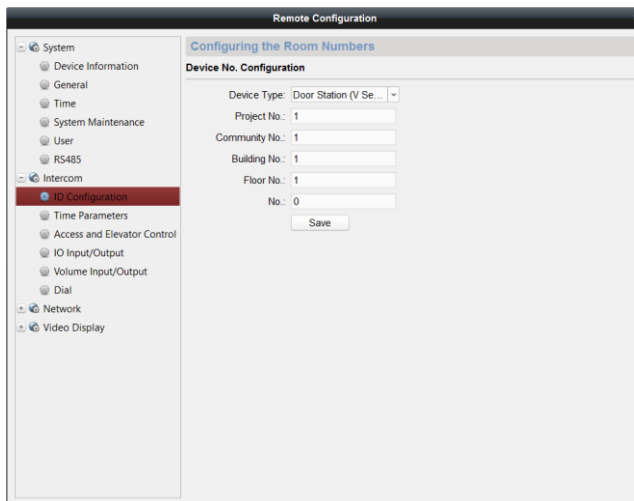 Remote Configuration
System
Device Information
General
Time
System Maintenance
User
RS485
Intercom
ID Configuration
Time Parameters
Access and Elevator Control
IO Input/Output
Volume Input/Output
Dial
Network
Video Display
Configuring the Room Numbers
Device No. Configuration
Device Type: Door Station (V Se...
Project No.: 1
Community No.: 1
Building No.: 1
Floor No.: 1
No.: 0
Save